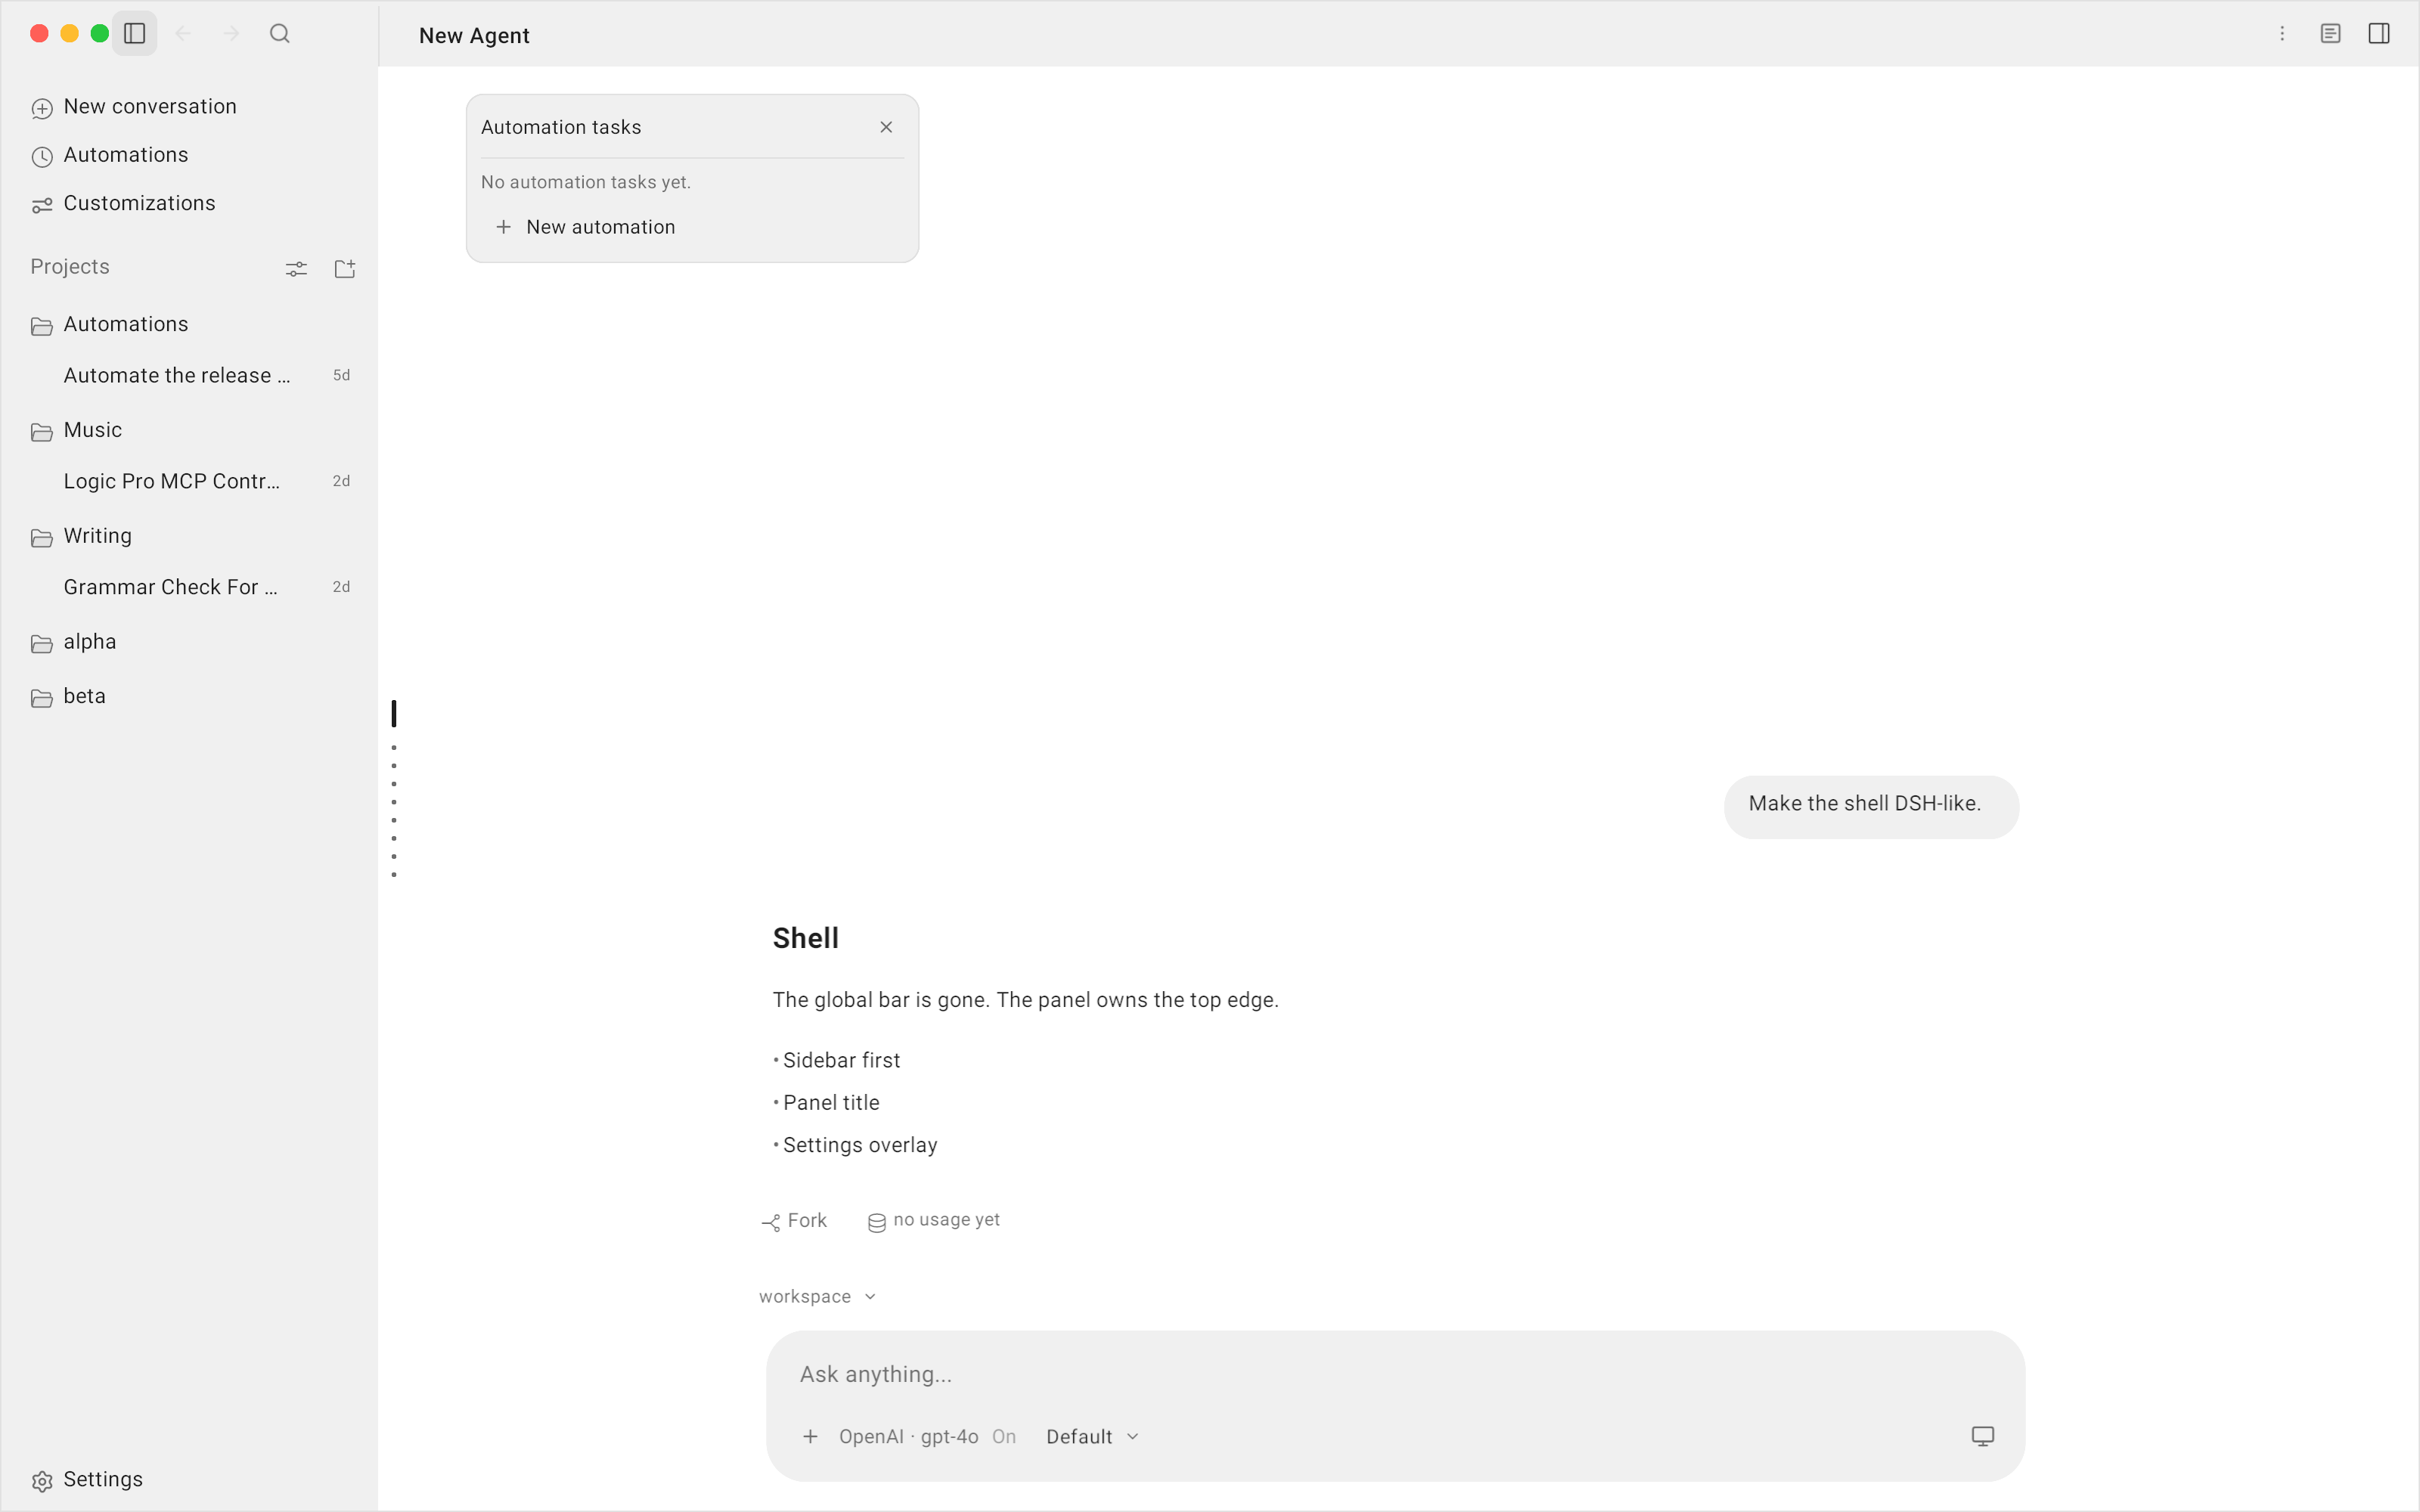 New Agent
New conversation
Automations
Customizations
Projects
Automations
Automate the release ... 5d
Music
Logic Pro MCP Contr... 2d
Writing
Grammar Check For ... 2d
alpha
beta
Settings
Automation tasks
No automation tasks yet.
New automation
Make the shell DSH-like.
Shell
The global bar is gone. The panel owns the top edge.
• Sidebar first
• Panel title
• Settings overlay
Fork no usage yet
workspace
Ask anything...
OpenAI · gpt-4o On Default